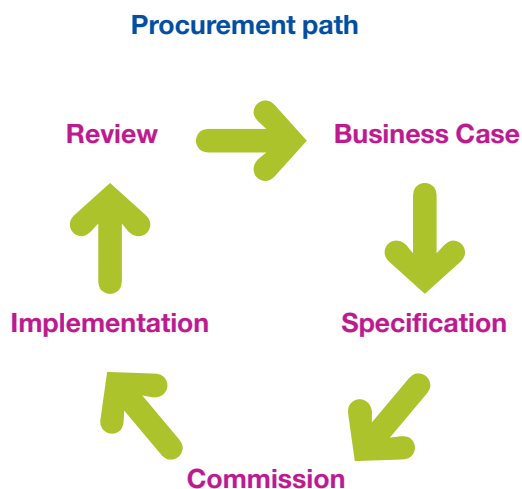 Procurement path
Review
Business Case
Implementation
Specification
Commission